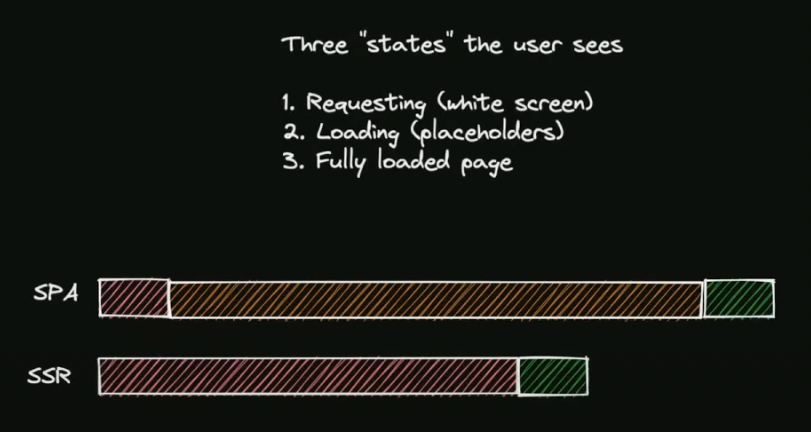 Three "states" the user sees
1. Requesting (white screen)
2. Loading (placeholders)
3. Fully loaded page
SPA
SSR